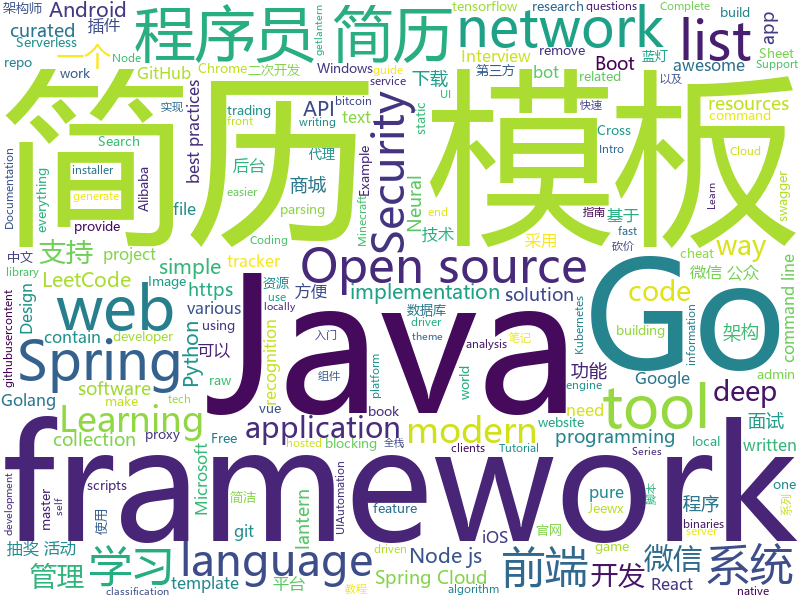 架构师 Android 插件 程序员 简历 network list tensorflow research questions Complete
Serverless curated 一个 getlantern Node build app Sheet
repo GitHub Chrome 二次开发 Windows guide remove 蓝灯 Support
work Interview Boot awesome related
简历 模板
API Security 下载 bot 第三方 UI 以及
trading bitcoin service static 快速 resources
实现 front text Cross command
Search 后台 writing Intro Cloud
Documentation installer best practices 代理 Example Neural 基于 指南 Learn
everything 商城 easier Minecraft end fast swagger
generate Alibaba file parsing Coding 技术 采用 砍价
provide 支持 project tracker Open source way
中文 LeetCode simple Image 资源 方便 implementation solution 微信 公众 cheat
library Design https use 数据库 code architecture 架构
githubusercontent contain various locally driver using command line
web Java Go
Spring Python 可以 recognition 入门 组件 analysis 笔记 Kubernetes building 功能 information
developer theme platform Google admin
Golang software raw vue application modern world engine tool deep
Learning make tech book website need 面试
collection Free proxy blocking programming local written
framework
development scripts git lantern feature pure React one
master self 简洁 hosted 全栈 clients Tutorial Series binaries
Microsoft UIAutomation iOS 官网 程序 脚本 Jeewx 系列
使用 language Node js game 前端 开发 微信 系统
抽奖 活动 管理 学习 template 平台 Spring Cloud React server
classification driven 教程 algorithm native